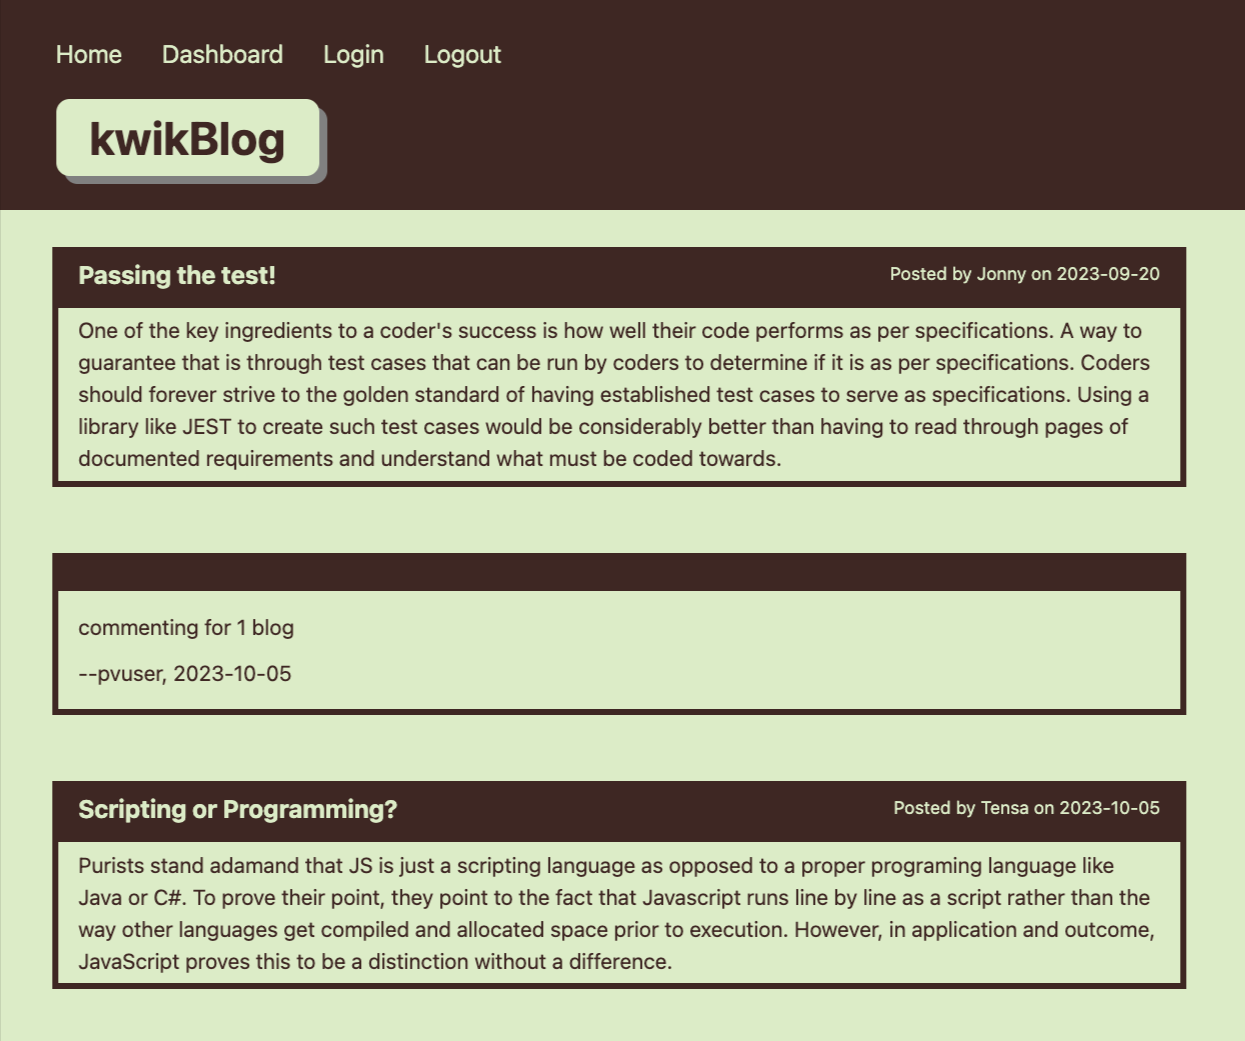 Home Dashboard Login Logout
kwikBlog
Passing the test! Posted by Jonny on 2023-09-20
One of the key ingredients to a coder's success is how well their code performs as per specifications. A way to
guarantee that is through test cases that can be run by coders to determine if it is as per specifications. Coders
should forever strive to the golden standard of having established test cases to serve as specifications. Using a
library like JEST to create such test cases would be considerably better than having to read through pages of
documented requirements and understand what must be coded towards.
commenting for 1 blog
--pvuser, 2023-10-05
Scripting or Programming? Posted by Tensa on 2023-10-05
Purists stand adamand that JS is just a scripting language as opposed to a proper programing language like
Java or C#. To prove their point, they point to the fact that Javascript runs line by line as a script rather than the
way other languages get compiled and allocated space prior to execution. However, in application and outcome,
JavaScript proves this to be a distinction without a difference.